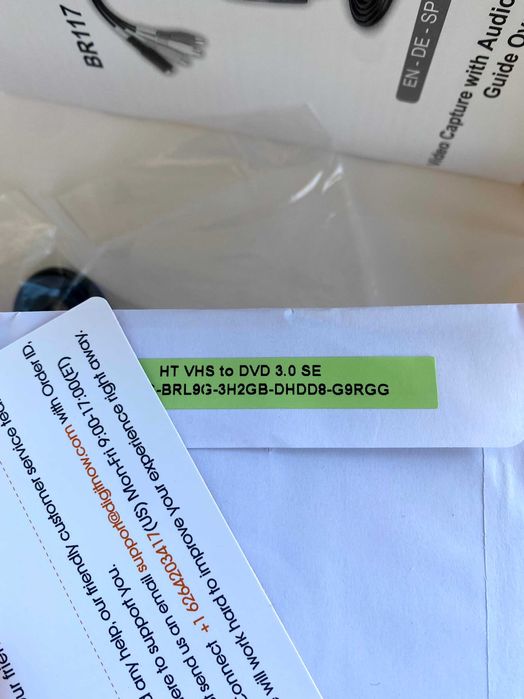 BR117
EN - DE - SP
Video Capture with Audio
Guide
HT VHS to DVD 3.0 SE
-BRL9G-3H2GB-DHDD8-G9RGG
any help, our friendly customer service
to support you.
send us an email support@digitnow.com with Order ID,
+1 6264203417 (US) Mon-Fri 9:00-17:00(ET)
will work hard to improve your experience right away.